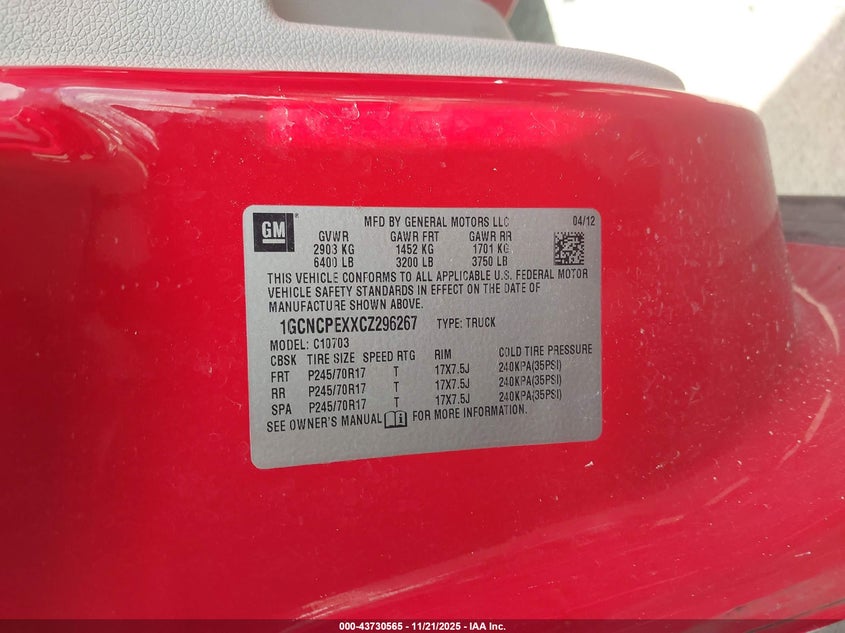 GM
MFD BY GENERAL MOTORS LLC 04/12
GVWR GAWR FRT GAWR RR
2903 KG 1452 KG 1701 KG
6400 LB 3200 LB 3750 LB
THIS VEHICLE CONFORMS TO ALL APPLICABLE U.S. FEDERAL MOTOR
VEHICLE SAFETY STANDARDS IN EFFECT ON THE DATE OF
MANUFACTURE SHOWN ABOVE.
1GCNCPEXXCZ296267 TYPE: TRUCK
MODEL: C10703
CBSK TIRE SIZE SPEED RTG RIM COLD TIRE PRESSURE
FRT P245/70R17 T 17X7.5J 240KPA(35PSI)
RR P245/70R17 T 17X7.5J 240KPA(35PSI)
SPA P245/70R17 T 17X7.5J 240KPA(35PSI)
SEE OWNER'S MANUAL FOR MORE INFORMATION.
000-43730565 - 11/21/2025 - IAA Inc.